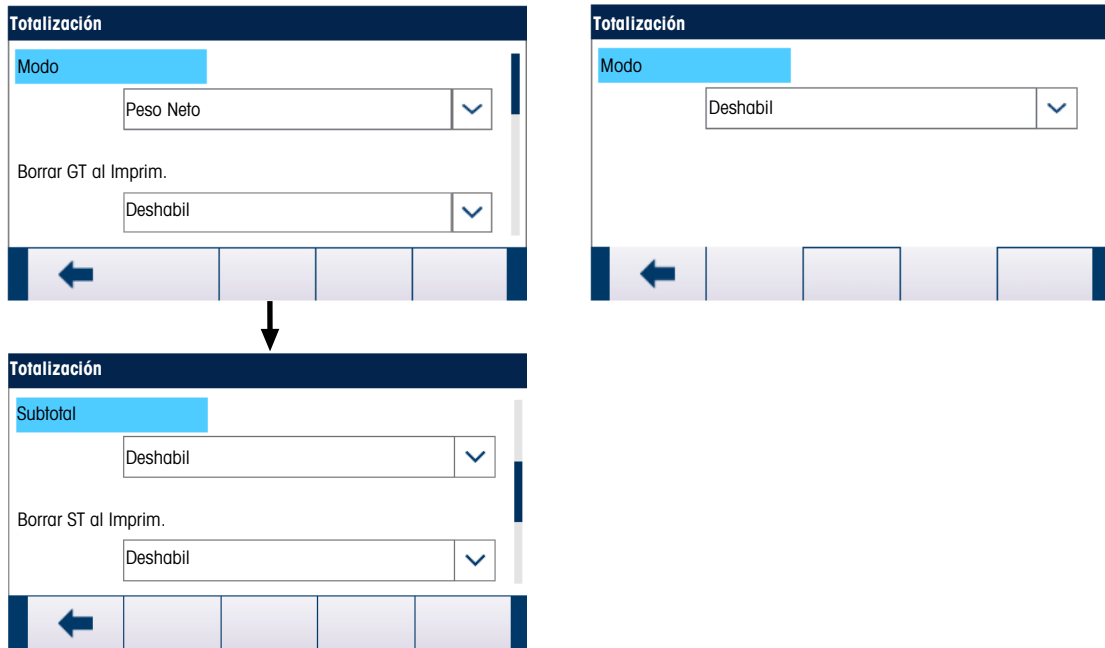 Totalización
Modo
Peso Neto
Borrar GT al Imprim.
Deshabil
Totalización
Modo
Deshabil
Totalización
Subtotal
Deshabil
Borrar ST al Imprim.
Deshabil